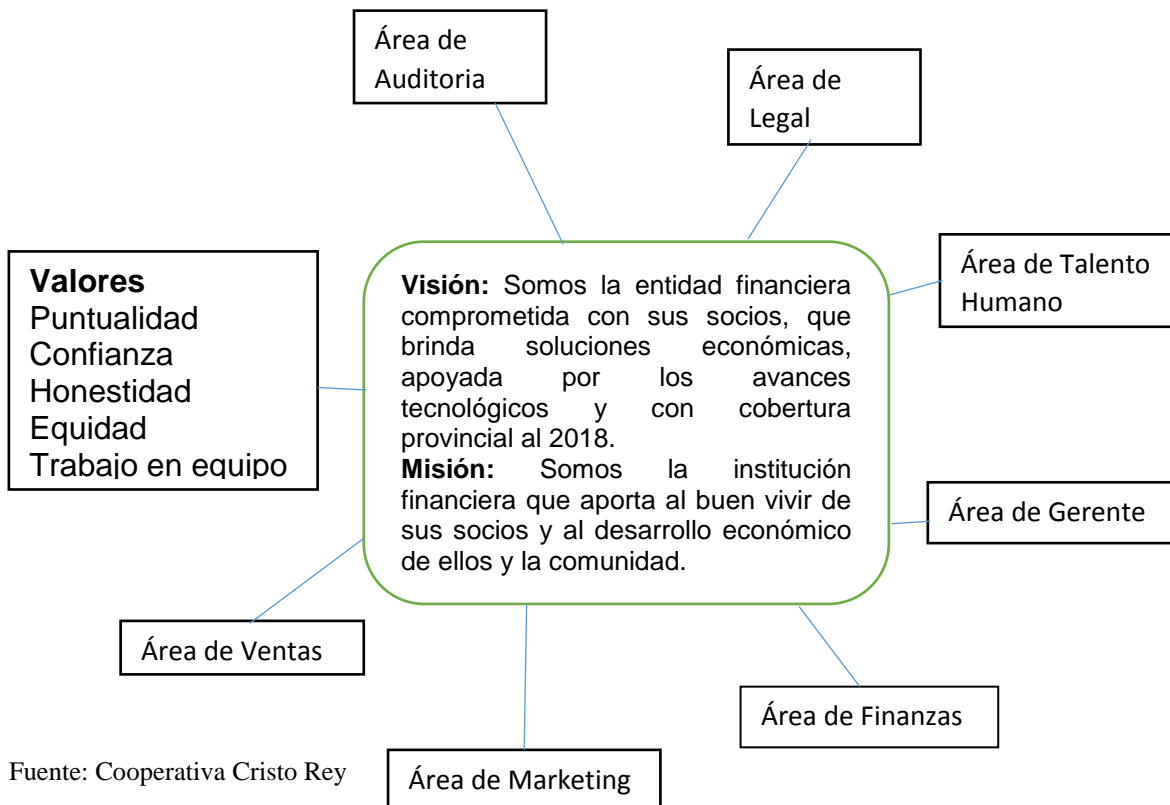 Área de
Auditoria
Área de
Legal
Área de Talento
Humano
Valores
Puntualidad
Confianza
Honestidad
Equidad
Trabajo en equipo
Visión: Somos la entidad financiera
comprometida con sus socios, que
brinda soluciones económicas,
apoyada por los avances
tecnológicos y con cobertura
provincial al 2018.
Misión: Somos la institución
financiera que aporta al buen vivir de
sus socios y al desarrollo económico
de ellos y la comunidad.
Área de Gerente
Área de Ventas
Área de Finanzas
Área de Marketing
Fuente: Cooperativa Cristo Rey